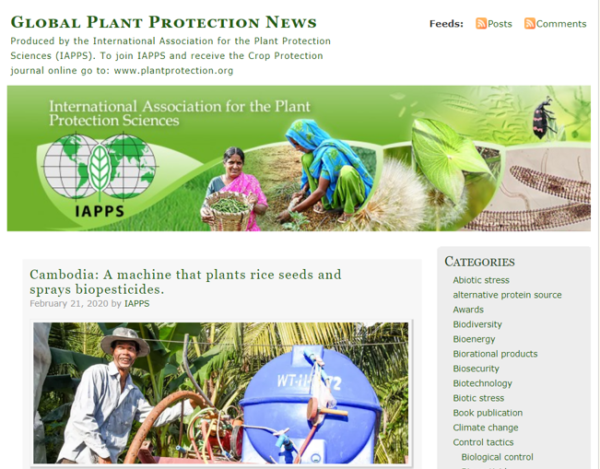 GLOBAL PLANT PROTECTION NEWS
Feeds: Posts Comments
Produced by the International Association for the Plant Protection
Sciences (IAPPS). To join IAPPS and receive the Crop Protection
journal online go to: www.plantprotection.org
International Association for the Plant
Protection Sciences
IAPPS
Cambodia: A machine that plants rice seeds and
sprays biopesticides.
February 21, 2020 by IAPPS
CATEGORIES
Abiotic stress
alternative protein source
Awards
Biodiversity
Bioenergy
Biorational products
Biosecurity
Biotechnology
Biotic stress
Book publication
Climate change
Control tactics
Biological control